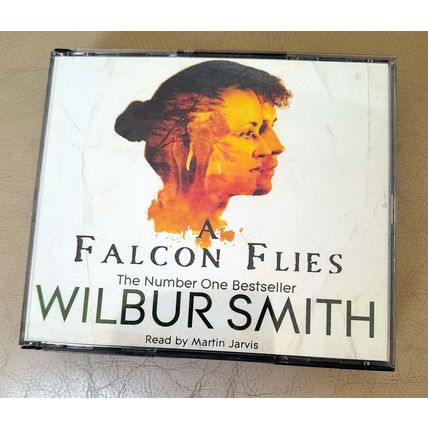 A
FALCON FLIES
The Number One Bestseller
WILBUR SMITH
Read by Martin Jarvis